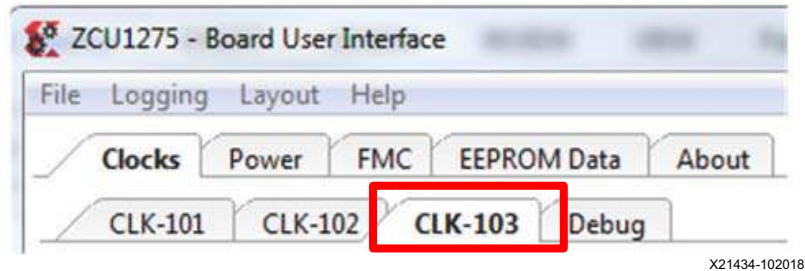 ZCU1275 - Board User Interface
File Logging Layout Help
Clocks Power FMC EEPROM Data About
CLK-101 CLK-102 CLK-103 Debug
X21434-102018